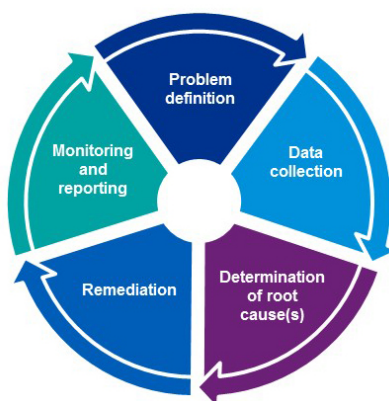 Problem
definition
Data
collection
Determination
of root
cause(s)
Remediation
Monitoring
and
reporting